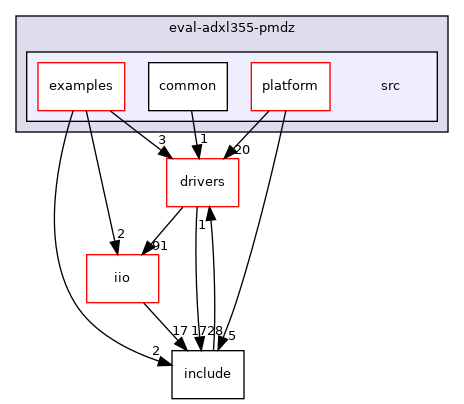 eval-adxl355-pmdz
examples
common
platform
src
3
1
20
drivers
2
91
1
iio
17
1728
5
2
include